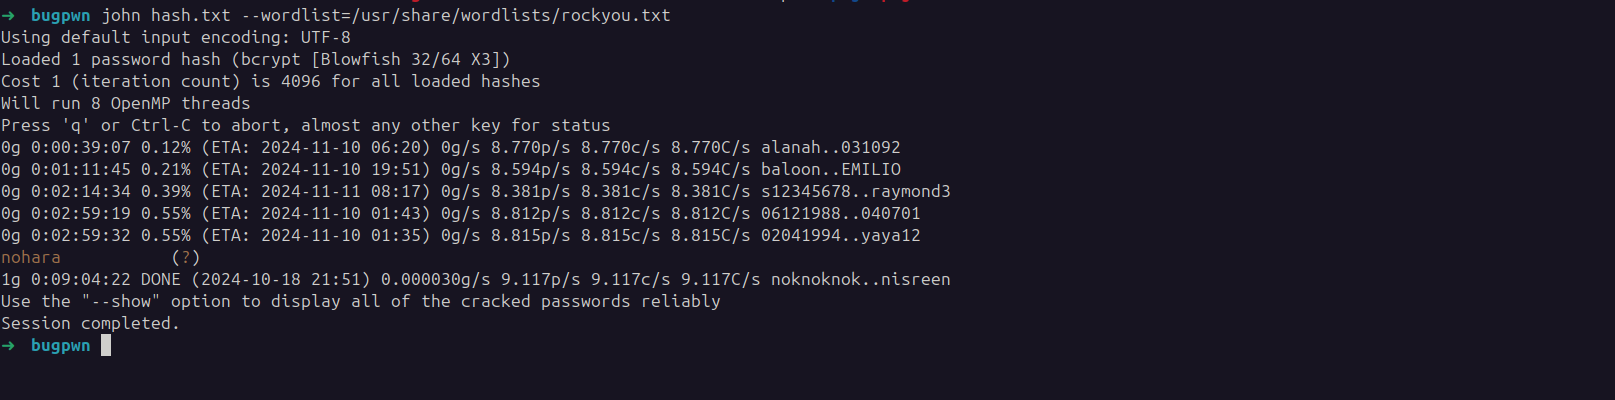 ➜ bugpwn john hash.txt --wordlist=/usr/share/wordlists/rockyou.txt
Using default input encoding: UTF-8
Loaded 1 password hash (bcrypt [Blowfish 32/64 X3])
Cost 1 (iteration count) is 4096 for all loaded hashes
Will run 8 OpenMP threads
Press 'q' or Ctrl-C to abort, almost any other key for status
0g 0:00:39:07 0.12% (ETA: 2024-11-10 06:20) 0g/s 8.770p/s 8.770c/s 8.770C/s alanah..031092
0g 0:01:11:45 0.21% (ETA: 2024-11-10 19:51) 0g/s 8.594p/s 8.594c/s 8.594C/s baloon..EMILIO
0g 0:02:14:34 0.39% (ETA: 2024-11-11 08:17) 0g/s 8.381p/s 8.381c/s 8.381C/s s12345678..raymond3
0g 0:02:59:19 0.55% (ETA: 2024-11-10 01:43) 0g/s 8.812p/s 8.812c/s 8.812C/s 06121988..040701
0g 0:02:59:32 0.55% (ETA: 2024-11-10 01:35) 0g/s 8.815p/s 8.815c/s 8.815C/s 02041994..yaya12
nohara           (?)
1g 0:09:04:22 DONE (2024-10-18 21:51) 0.000030g/s 9.117p/s 9.117c/s 9.117C/s noknoknok..nisreen
Use the "--show" option to display all of the cracked passwords reliably
Session completed.
➜ bugpwn